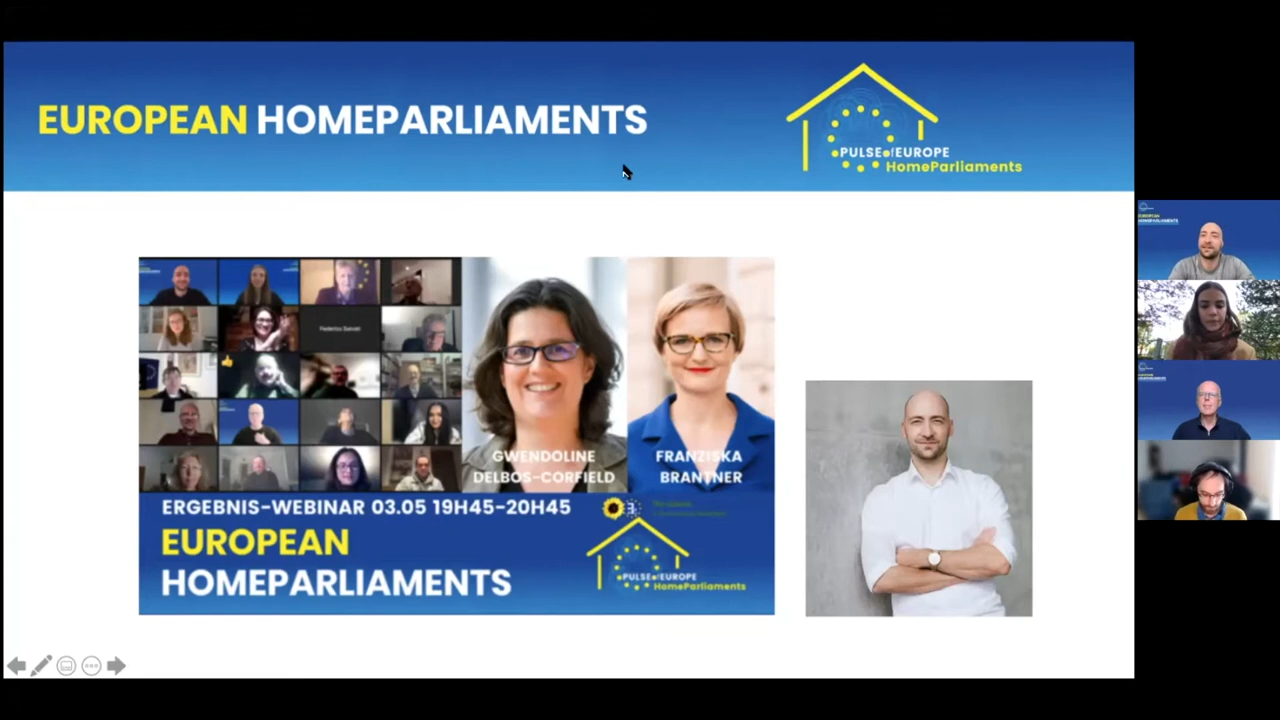 EUROPEAN HOMEPARLIAMENTS
PULSE of EUROPE
HomeParliaments
GWENDOLINE
DELBOS-CORFIELD
FRANZISKA
BRANTNER
ERGEBNIS-WEBINAR 03.05 19H45-20H45
EUROPEAN
HOMEPARLIAMENTS
PULSE of EUROPE
HomeParliaments
EUROPEAN
HOMEPARLIAMENTS